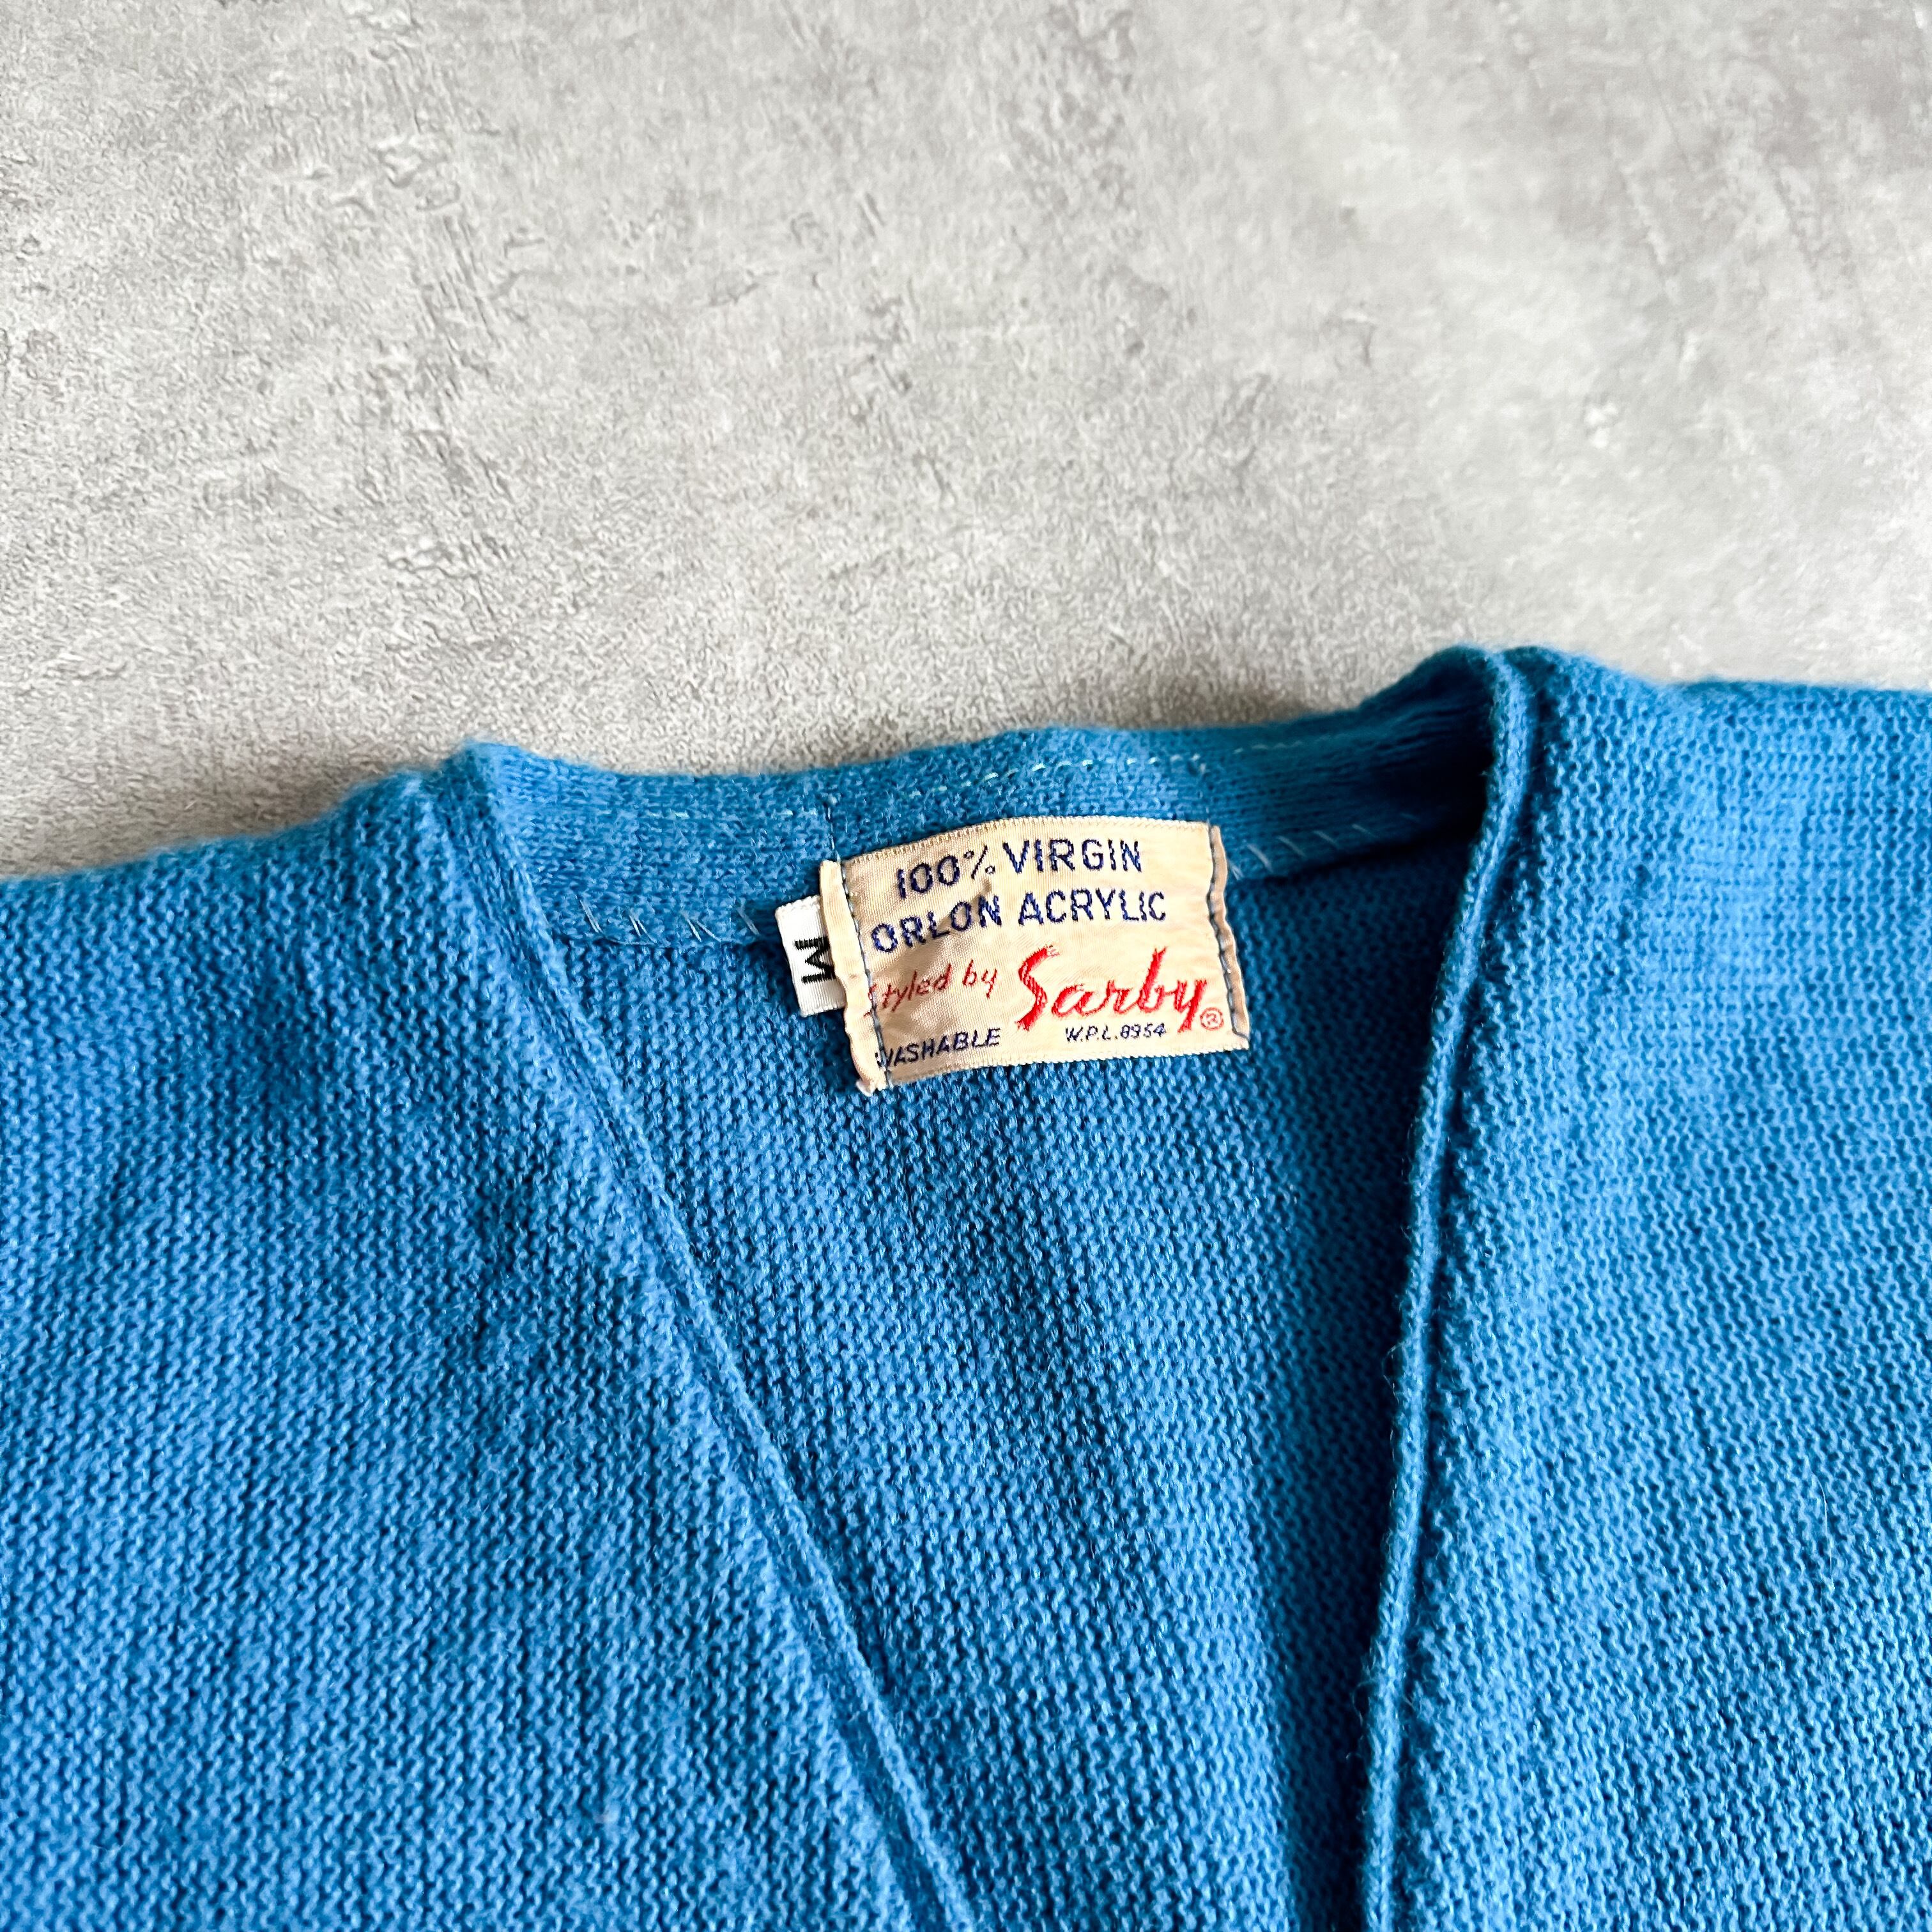 100% VIRGIN
ORLON ACRYLIC
Styled by Sarby®
WASHABLE W.P.L. 8954
M